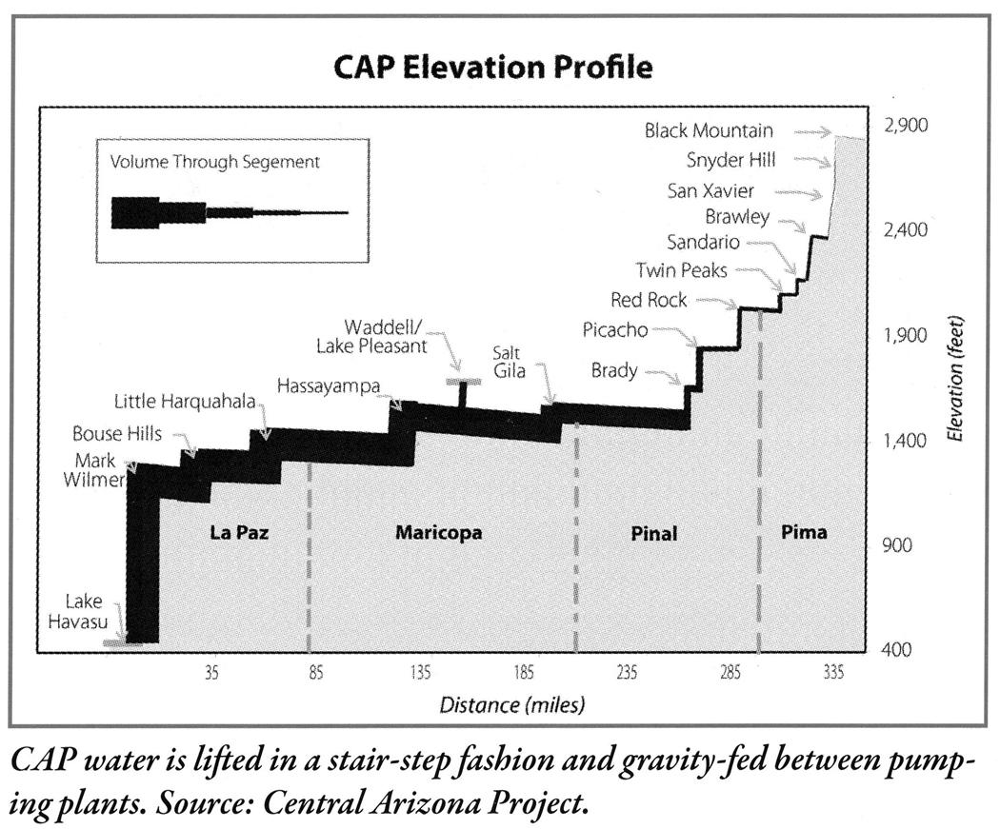 CAP Elevation Profile
Volume Through Segement
Black Mountain
Snyder Hill
San Xavier
Brawley
Sandario
Twin Peaks
Red Rock
Picacho
Brady
Waddell/
Lake Pleasant
Salt
Gila
Hassayampa
Little Harquahala
Bouse Hills
Mark
Wilmer
Lake
Havasu
La Paz
Maricopa
Pinal
Pima
2,900
2,400
1,900
1,400
900
400
Elevation (feet)
35
85
135
185
235
285
335
Distance (miles)
CAP water is lifted in a stair-step fashion and gravity-fed between pump-
ing plants. Source: Central Arizona Project.